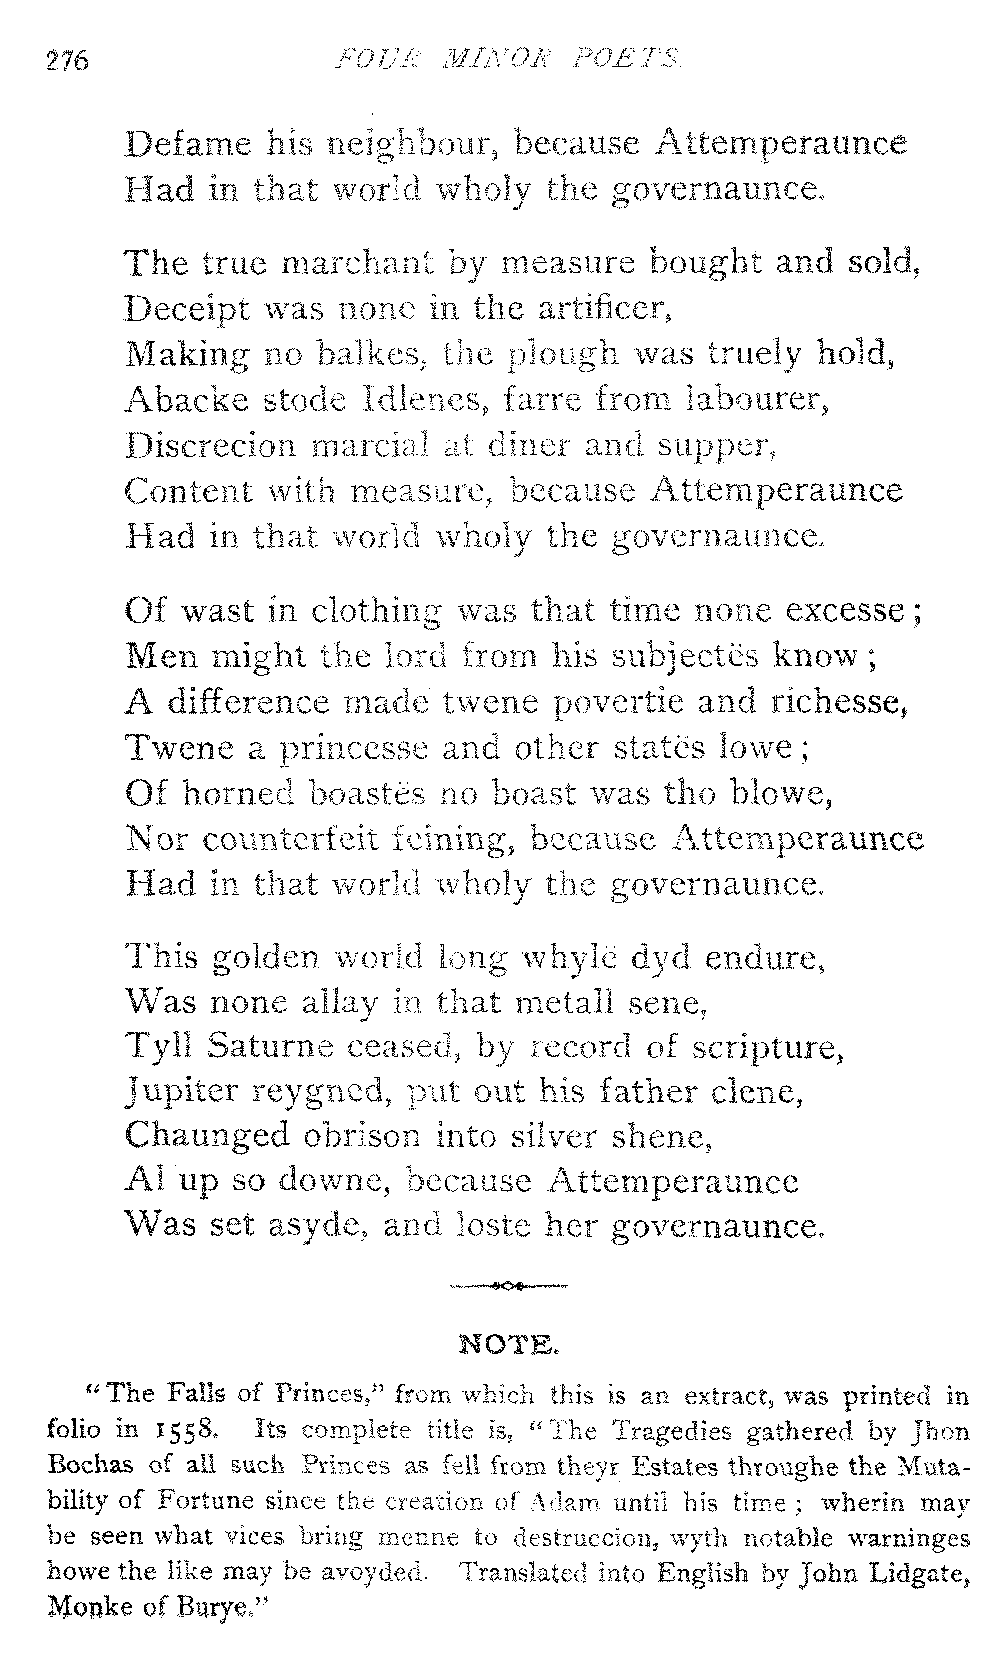 276 FOUR MINOR POETS.
Defame his neighbour, because Attemperaunce
Had in that world wholy the governaunce.
The true marchant by measure bought and sold,
Deceipt was none in the artificer,
Making no balkes, the plough was truely hold,
Abacke stode Idlenes, farre from labourer,
Discrecion marcial at diner and supper,
Content with measure, because Attemperaunce
Had in that world wholy the governaunce.
Of wast in clothing was that time none excesse;
Men might the lord from his subjectës know;
A difference made twene povertie and richesse,
Twene a princesse and other statës lowe;
Of horned boastës no boast was tho blowe,
Nor counterfeit feining, because Attemperaunce
Had in that world wholy the governaunce.
This golden world long whylë dyd endure,
Was none allay in that metall sene,
Tyll Saturne ceased, by record of scripture,
Jupiter reygned, put out his father clene,
Chaunged obrison into silver shene,
Al up so downe, because Attemperaunce
Was set asyde, and loste her governaunce.
NOTE.
"The Falls of Princes," from which this is an extract, was printed in
folio in 1558. Its complete title is, "The Tragedies gathered by Jhon
Bochas of all such Princes as fell from theyr Estates throughe the Muta-
bility of Fortune since the creation of Adam until his time; wherin may
be seen what vices bring menne to destruccion, wyth notable warninges
howe the like may be avoyded. Translated into English by John Lidgate,
Monke of Burye."